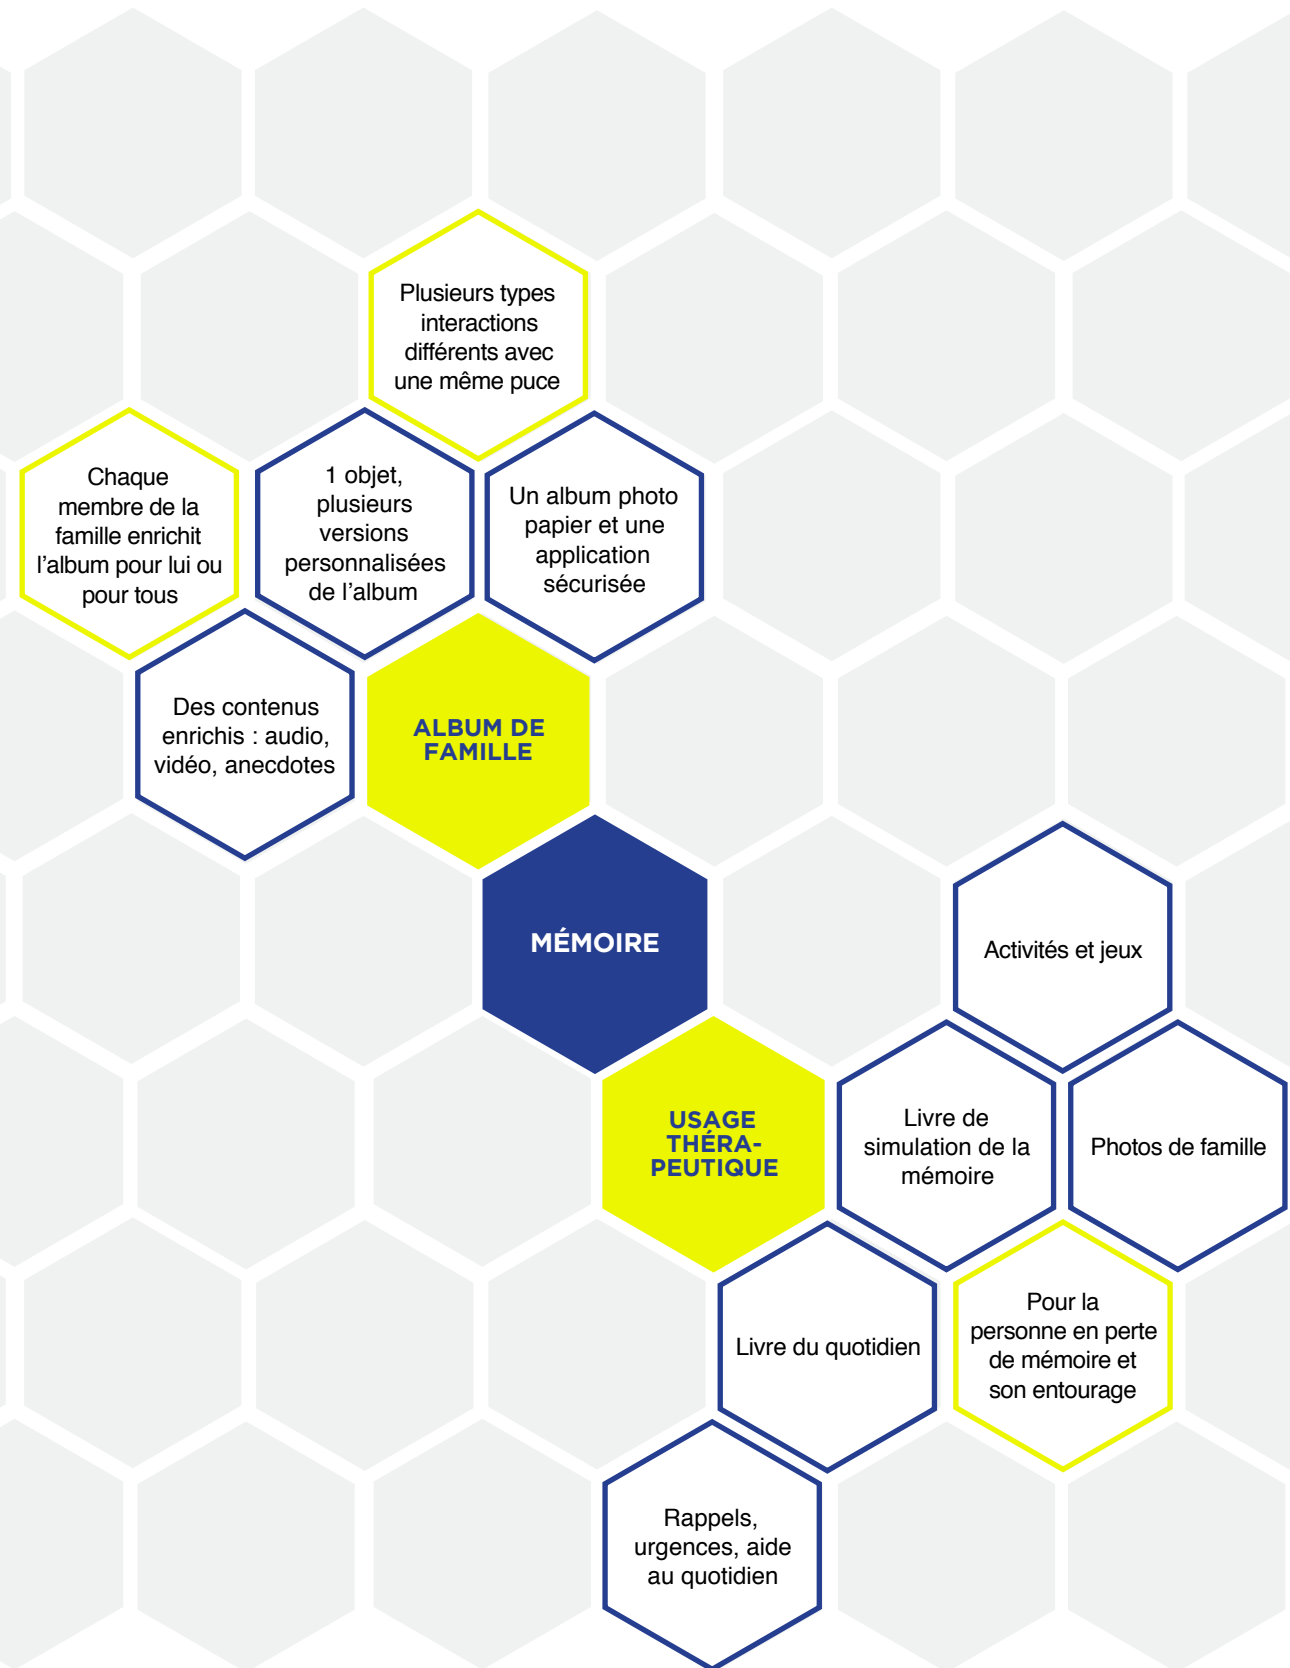 Plusieurs types
interactions
différents avec
une même puce
Chaque
membre de la
famille enrichit
l’album pour lui ou
pour tous
1 objet,
plusieurs
versions
personnalisées
de l’album
Un album photo
papier et une
application
sécurisée
Des contenus
enrichis : audio,
vidéo, anecdotes
ALBUM DE
FAMILLE
MÉMOIRE
Activités et jeux
USAGE
THÉRA-
PEUTIQUE
Livre de
simulation de la
mémoire
Photos de famille
Livre du quotidien
Pour la
personne en perte
de mémoire et
son entourage
Rappels,
urgences, aide
au quotidien